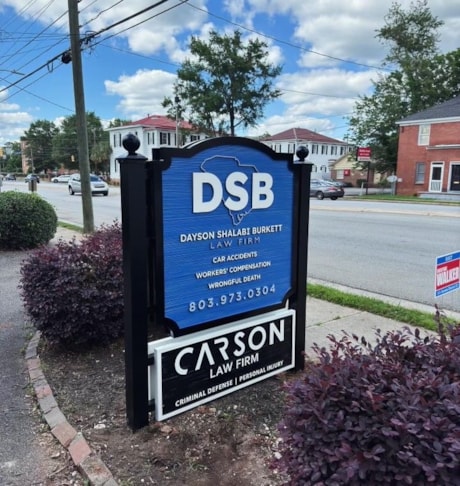 DSB
DAYSON SHALABI BURKETT
LAW FIRM
CAR ACCIDENTS
WORKERS' COMPENSATION
WRONGFUL DEATH
803.973.0304
CARSON
LAW FIRM
CRIMINAL DEFENSE | PERSONAL INJURY
WALKER